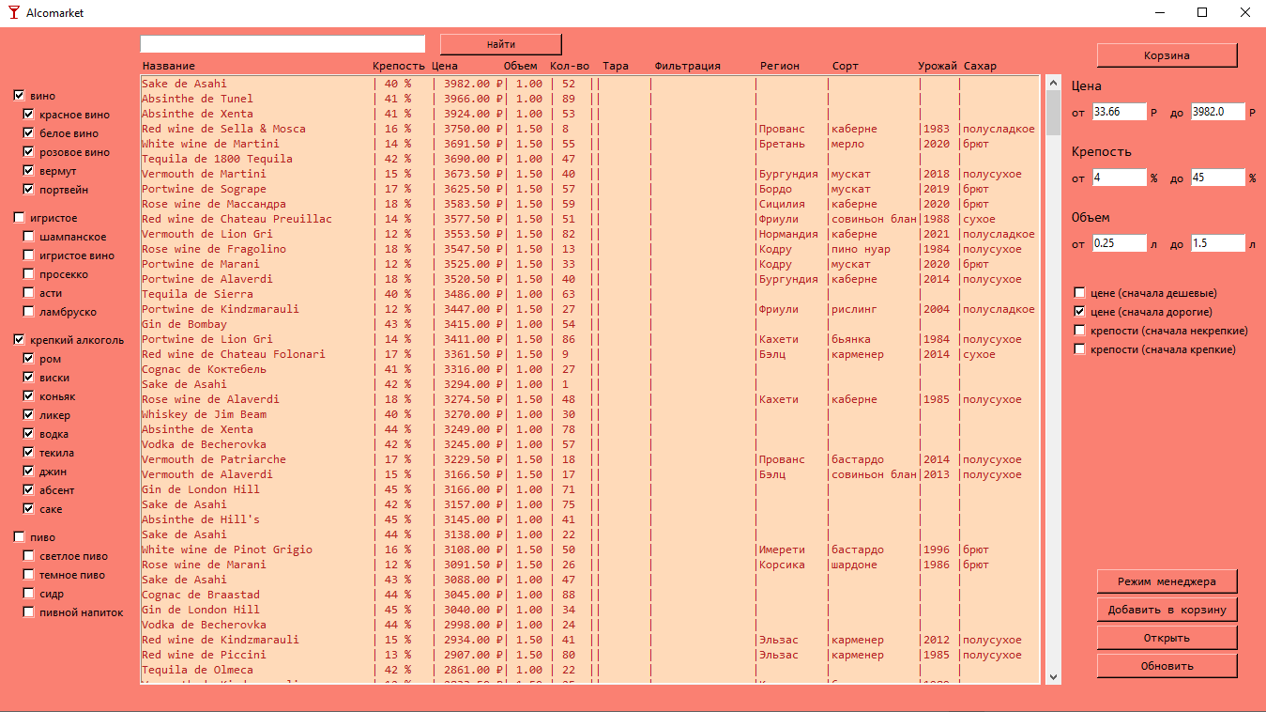 Alcomarket
найти
Корзина
Название Крепость Цена Объем Кол-во Тара Фильтрация Регион Сорт Урожай Сахар
Sake de Asahi | 40 % | 3982.00 ₽| 1.00 | 52 || | | | |
Absinthe de Tunel | 41 % | 3966.00 ₽| 1.00 | 89 || | | | |
Absinthe de Xenta | 41 % | 3924.00 ₽| 1.00 | 53 || | | | |
Red wine de Sella & Mosca | 16 % | 3750.00 ₽| 1.50 | 8 || |Прованс |каберне |1983 |полусладкое
White wine de Martini | 14 % | 3691.50 ₽| 1.50 | 55 || |Бретань |мерло |2020 |брют
Tequila de 1800 Tequila | 42 % | 3690.00 ₽| 1.00 | 47 || | | | |
Vermouth de Martini | 15 % | 3673.50 ₽| 1.50 | 40 || |Бургундия |мускат |2018 |полусухое
Portwine de Sogrape | 17 % | 3625.50 ₽| 1.50 | 57 || |Бордо |мускат |2019 |брют
Rose wine de Массандра | 18 % | 3583.50 ₽| 1.50 | 59 || |Сицилия |каберне |2020 |брют
Red wine de Chateau Preuillac | 14 % | 3577.50 ₽| 1.50 | 51 || |Фриули |совиньон блан|1988 |сухое
Vermouth de Lion Gri | 12 % | 3553.50 ₽| 1.50 | 82 || |Нормандия |каберне |2021 |полусладкое
Rose wine de Fragolino | 18 % | 3547.50 ₽| 1.50 | 13 || |Кодру |пино нуар |1984 |полусухое
Portwine de Marani | 12 % | 3525.00 ₽| 1.50 | 33 || |Кодру |мускат |2020 |брют
Portwine de Alaverdi | 18 % | 3520.50 ₽| 1.50 | 40 || |Бургундия |каберне |2014 |полусухое
Tequila de Sierra | 40 % | 3486.00 ₽| 1.00 | 63 || | | | |
Portwine de Kindzmarauli | 12 % | 3447.00 ₽| 1.50 | 27 || |Фриули |рислинг |2004 |полусладкое
Gin de Bombay | 43 % | 3415.00 ₽| 1.00 | 54 || | | | |
Portwine de Lion Gri | 14 % | 3411.00 ₽| 1.50 | 86 || |Кахети |бьянка |1984 |полусухое
Red wine de Chateau Folonari | 17 % | 3361.50 ₽| 1.50 | 9 || |Бэлц |карменер |2014 |сухое
Cognac de Коктебель | 41 % | 3316.00 ₽| 1.00 | 27 || | | | |
Sake de Asahi | 42 % | 3294.00 ₽| 1.00 | 1 || | | | |
Rose wine de Alaverdi | 18 % | 3274.50 ₽| 1.50 | 48 || |Кахети |каберне |1985 |полусухое
Whiskey de Jim Beam | 40 % | 3270.00 ₽| 1.00 | 30 || | | | |
Absinthe de Xenta | 44 % | 3249.00 ₽| 1.00 | 78 || | | | |
Vodka de Becherovka | 42 % | 3245.00 ₽| 1.00 | 57 || | | | |
Vermouth de Patriarche | 17 % | 3229.50 ₽| 1.50 | 18 || |Прованс |бастардо |2014 |полусухое
Vermouth de Alaverdi | 15 % | 3166.50 ₽| 1.50 | 17 || |Бэлц |совиньон блан|2013 |полусухое
Gin de London Hill | 45 % | 3166.00 ₽| 1.00 | 71 || | | | |
Sake de Asahi | 42 % | 3157.00 ₽| 1.00 | 75 || | | | |
Absinthe de Hill's | 45 % | 3145.00 ₽| 1.00 | 41 || | | | |
Sake de Asahi | 44 % | 3138.00 ₽| 1.00 | 22 || | | | |
White wine de Pinot Grigio | 16 % | 3108.00 ₽| 1.50 | 50 || |Имерети |бастардо |1996 |брют
Rose wine de Marani | 12 % | 3091.50 ₽| 1.50 | 26 || |Корсика |шардоне |1986 |брют
Sake de Asahi | 43 % | 3088.00 ₽| 1.00 | 47 || | | | |
Cognac de Braastad | 44 % | 3045.00 ₽| 1.00 | 88 || | | | |
Gin de London Hill | 45 % | 3040.00 ₽| 1.00 | 34 || | | | |
Vodka de Becherovka | 44 % | 2998.00 ₽| 1.00 | 24 || | | | |
Red wine de Kindzmarauli | 15 % | 2934.00 ₽| 1.50 | 41 || |Эльзас |карменер |2012 |полусухое
Red wine de Piccini | 13 % | 2907.00 ₽| 1.50 | 80 || |Эльзас |карменер |1985 |полусухое
Tequila de Olmeca | 42 % | 2861.00 ₽| 1.00 | 22 || | | | |
вино
красное вино
белое вино
розовое вино
вермут
портвейн
игристое
шампанское
игристое вино
просекко
асти
ламбруско
крепкий алкоголь
ром
виски
коньяк
ликер
водка
текила
джин
абсент
саке
пиво
светлое пиво
темное пиво
сидр
пивной напиток
Цена
от 33.66 Р до 3982.0 Р
Крепость
от 4 % до 45 %
Объем
от 0.25 л до 1.5 л
цене (сначала дешевые)
цене (сначала дорогие)
крепости (сначала некрепкие)
крепости (сначала крепкие)
Режим менеджера
Добавить в корзину
Открыть
Обновить